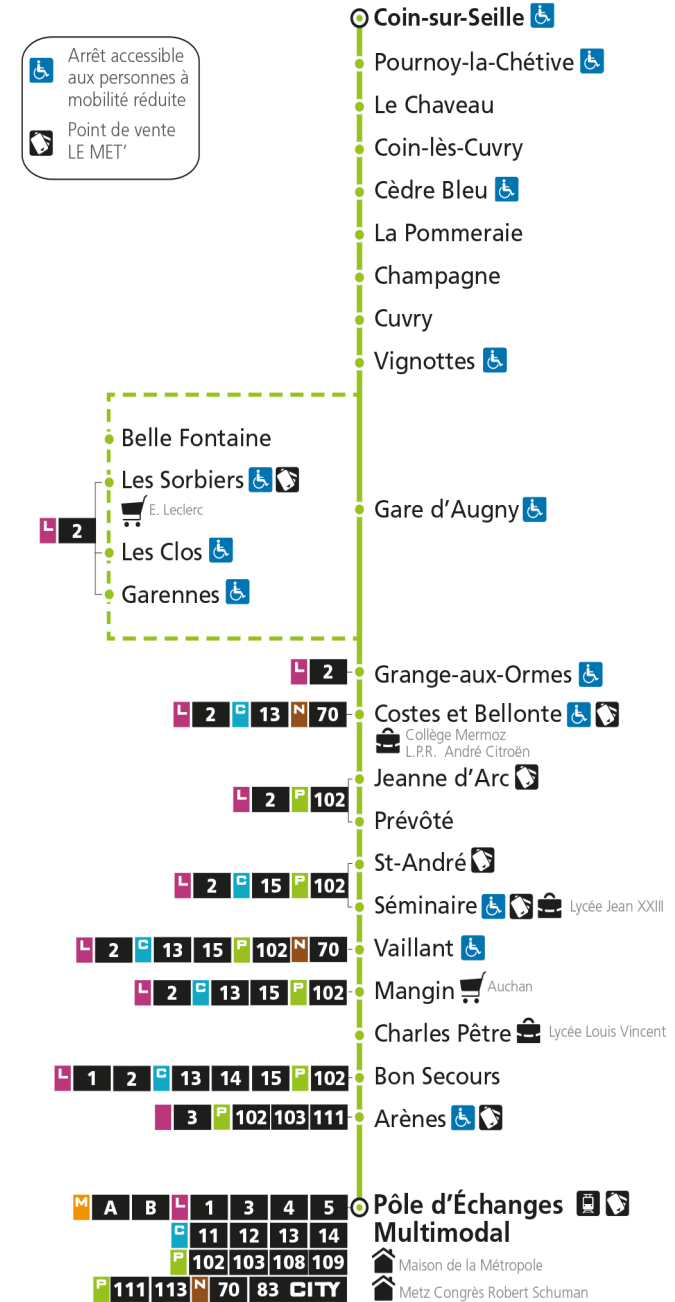 Coin-sur-Seille
Arrêt accessible
aux personnes à
mobilité réduite
Point de vente
LE MET’
Pournoy-la-Chétive
Le Chaveau
Coin-lès-Cuvry
Cèdre Bleu
La Pommeraie
Champagne
Cuvry
Vignottes
Belle Fontaine
Les Sorbiers
E. Leclerc
L 2
Les Clos
Garennes
Gare d’Augny
L 2 Grange-aux-Ormes
L 2 C 13 N 70 Costes et Bellonte
Collège Mermoz
L.P.R. André Citroën
Jeanne d’Arc
L 2 P 102
Prévôté
St-André
L 2 C 15 P 102
Séminaire Lycée Jean XXIII
L 2 C 13 15 P 102 N 70 Vaillant
L 2 C 13 15 P 102 Mangin Auchan
Charles Pêtre Lycée Louis Vincent
L 1 2 C 13 14 15 P 102 Bon Secours
3 P 102 103 111 Arènes
M A B L 1 3 4 5 Pôle d’Échanges
C 11 12 13 14 Multimodal
P 102 103 108 109 Maison de la Métropole
P 111 113 N 70 83 CITY Metz Congrès Robert Schuman